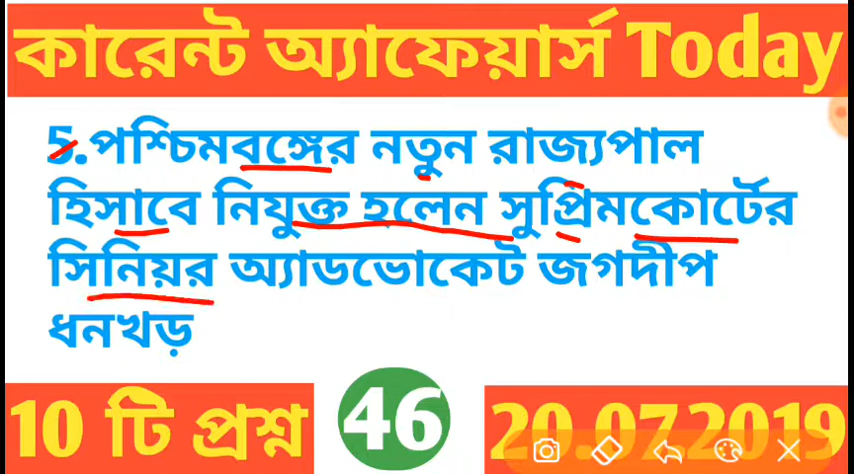 কারেন্ট অ্যাফেয়ার্স Today
5.পশ্চিমবঙ্গের নতুন রাজ্যপাল
হিসাবে নিযুক্ত হলেন সুপ্রিমকোর্টের
সিনিয়র অ্যাডভোকেট জগদীপ
ধনখড়
10 টি প্রশ্ন
46
20.07.2019